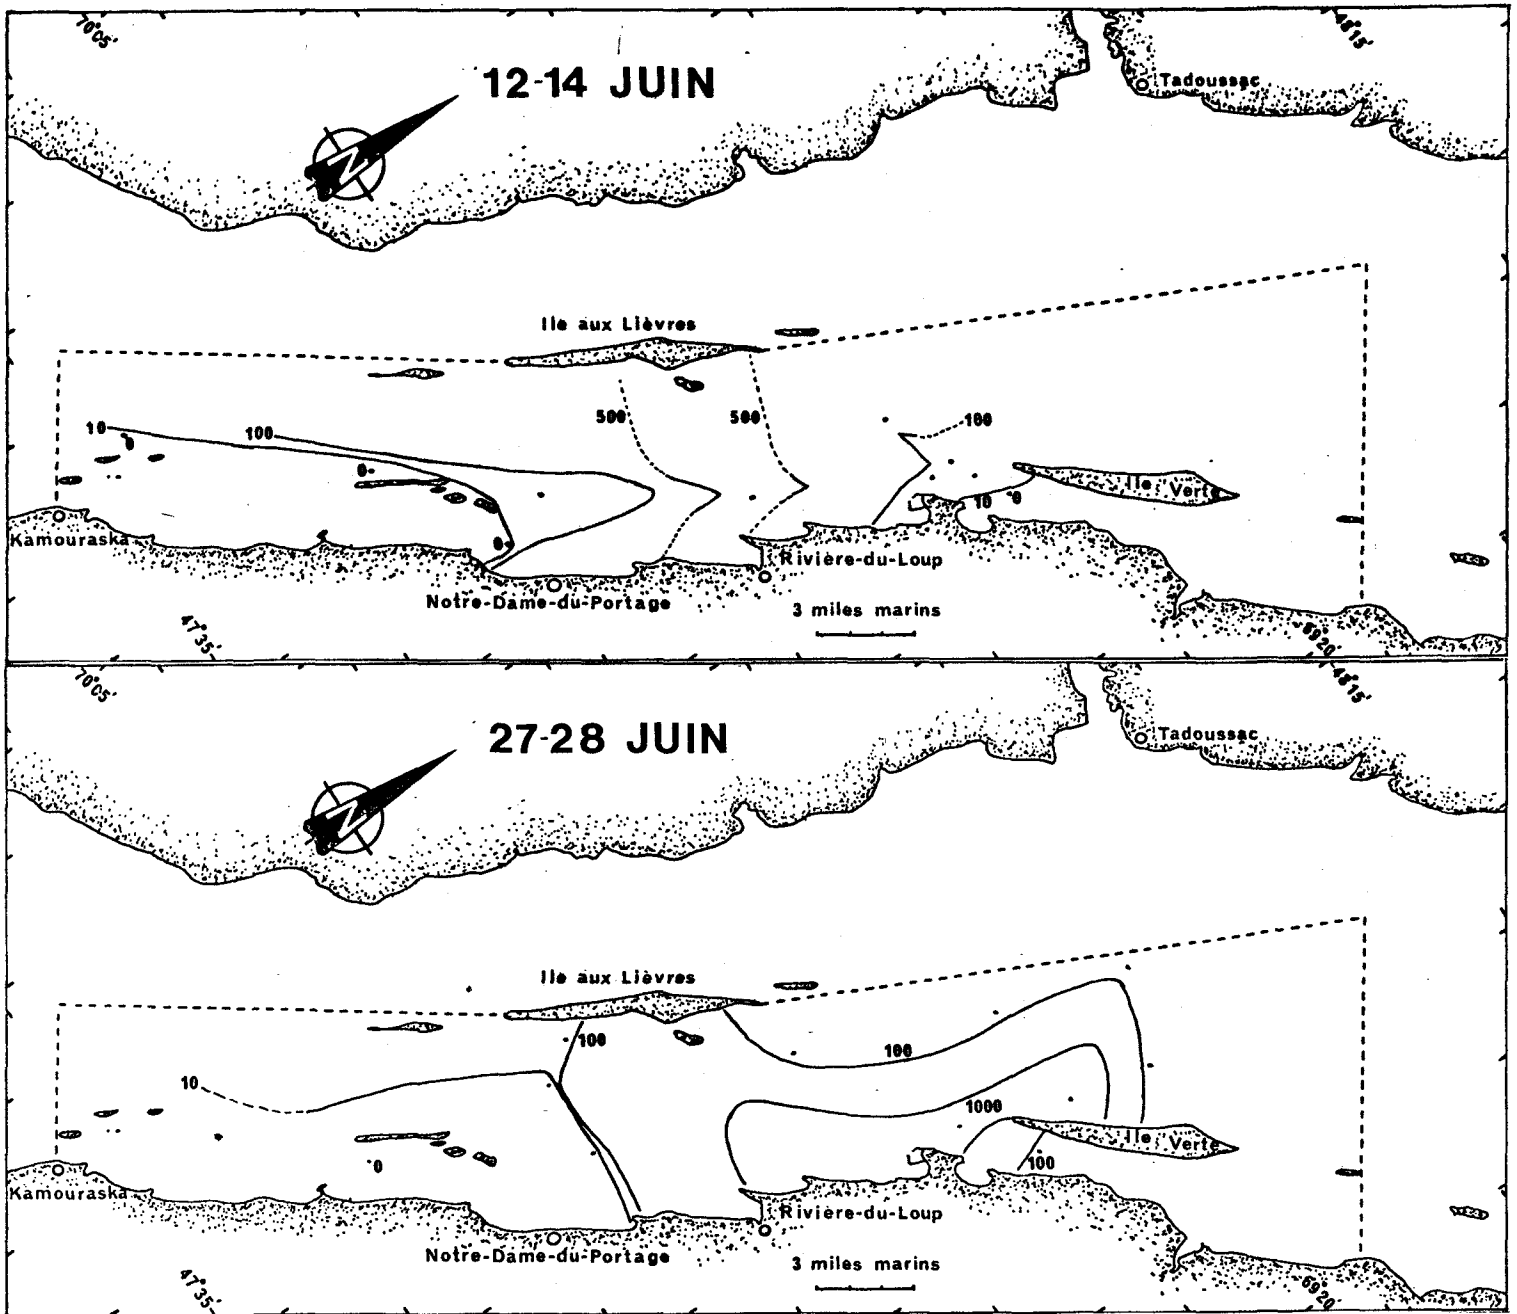 70°05'
48°15'
12-14 JUIN
Tadoussac
N
Ile aux Lièvres
500
500
100
10
100
0
0
Ile Verte
10
0
Kamouraska
0
Rivière-du-Loup
Notre-Dame-du-Portage
3 miles marins
47°35'
69°20'
70°05'
48°15'
27-28 JUIN
Tadoussac
N
Ile aux Lièvres
100
100
10
1000
Ile Verte
0
100
Kamouraska
Rivière-du-Loup
Notre-Dame-du-Portage
3 miles marins
47°35'
69°20'